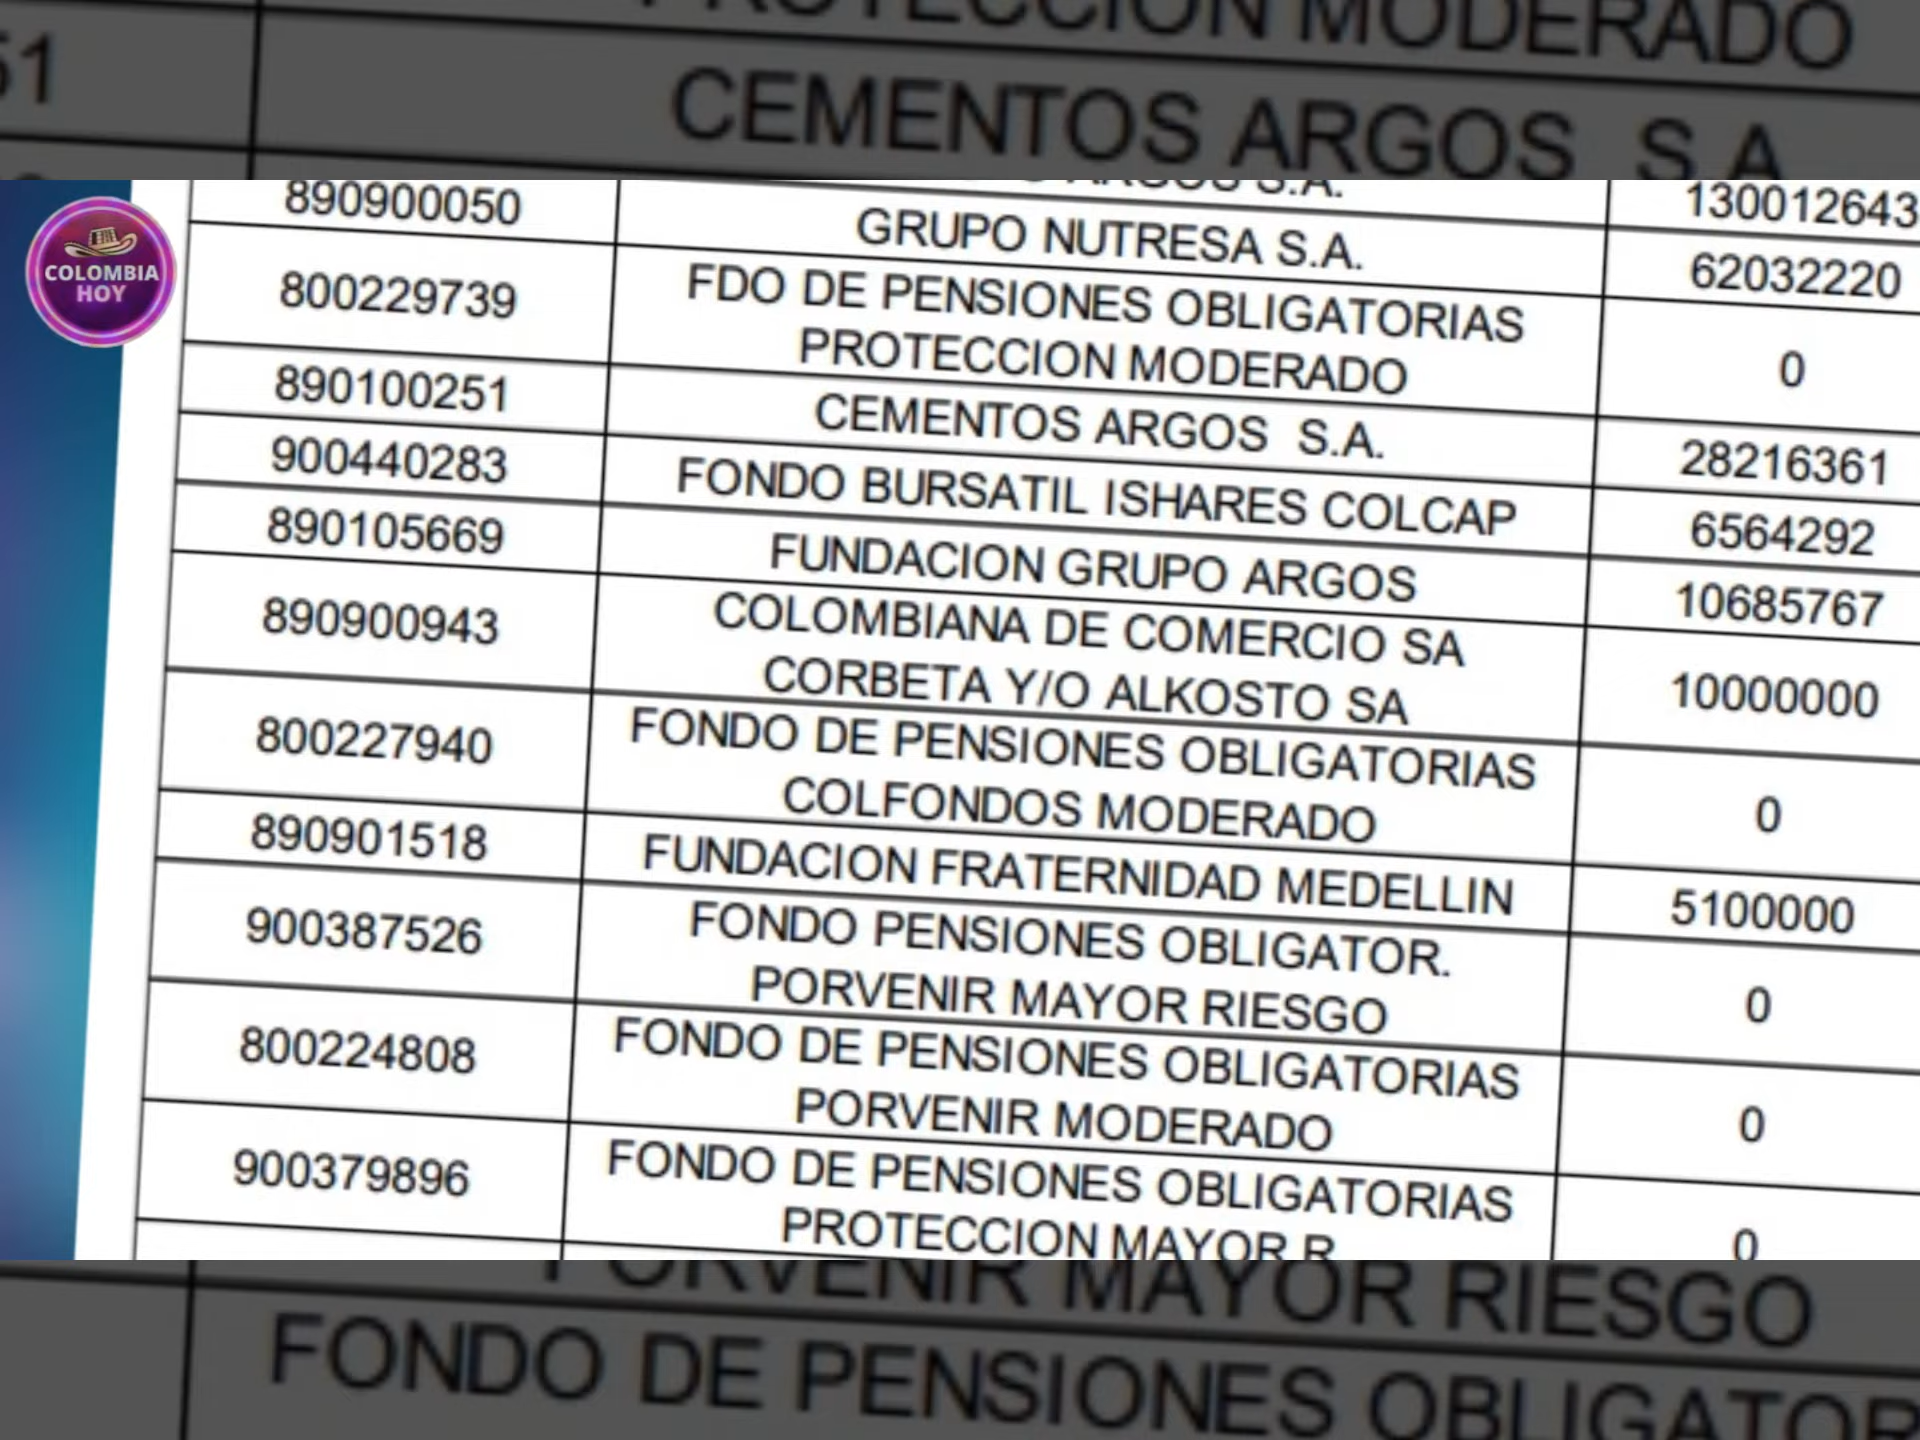 PROTECCION MODERADO
51
CEMENTOS ARGOS S.A
COLOMBIA
HOY
ARGOS S.A.
130012643
890900050
GRUPO NUTRESA S.A.
62032220
800229739
FDO DE PENSIONES OBLIGATORIAS
PROTECCION MODERADO
0
890100251
CEMENTOS ARGOS S.A.
28216361
900440283
FONDO BURSATIL ISHARES COLCAP
6564292
890105669
FUNDACION GRUPO ARGOS
10685767
890900943
COLOMBIANA DE COMERCIO SA
CORBETA Y/O ALKOSTO SA
10000000
800227940
FONDO DE PENSIONES OBLIGATORIAS
COLFONDOS MODERADO
0
890901518
FUNDACION FRATERNIDAD MEDELLIN
5100000
900387526
FONDO PENSIONES OBLIGATOR.
PORVENIR MAYOR RIESGO
0
800224808
FONDO DE PENSIONES OBLIGATORIAS
PORVENIR MODERADO
0
900379896
FONDO DE PENSIONES OBLIGATORIAS
PROTECCION MAYOR R
0
PORVENIR MAYOR RIESGO
FONDO DE PENSIONES OBLIGATOR